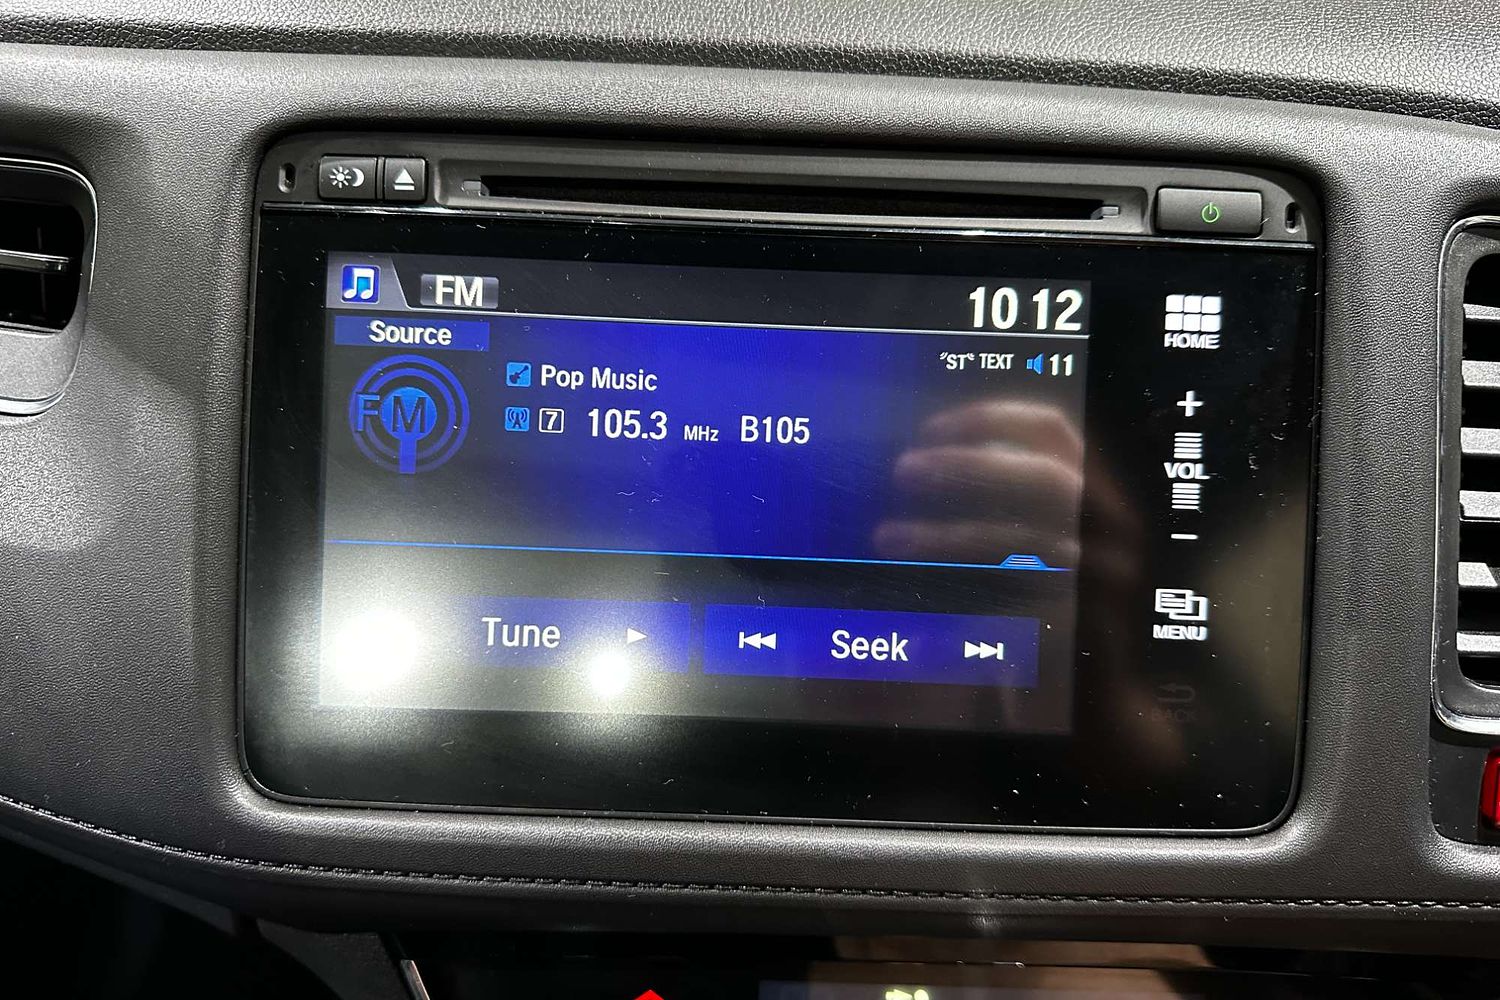 FM
10 12
Source
"ST" TEXT 11
FM
Pop Music
7 105.3 MHz B105
Tune
Seek
HOME
+
VOL
−
MENU
BACK